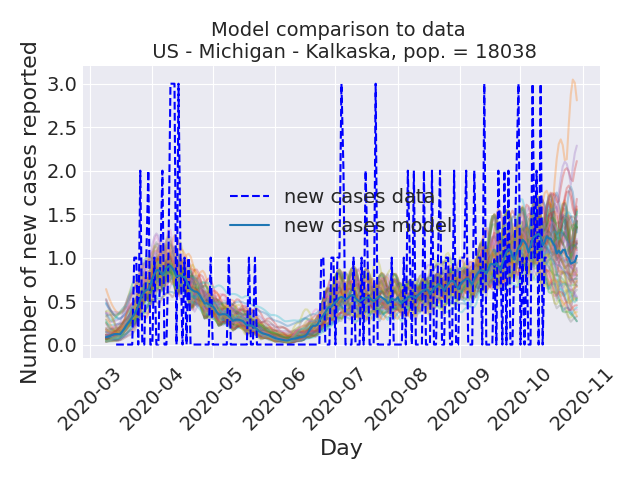 Model comparison to data
US - Michigan - Kalkaska, pop. = 18038
Number of new cases reported
3.0
2.5
2.0
1.5
1.0
0.5
0.0
new cases data
new cases model
2020-03
2020-04
2020-05
2020-06
2020-07
2020-08
2020-09
2020-10
2020-11
Day